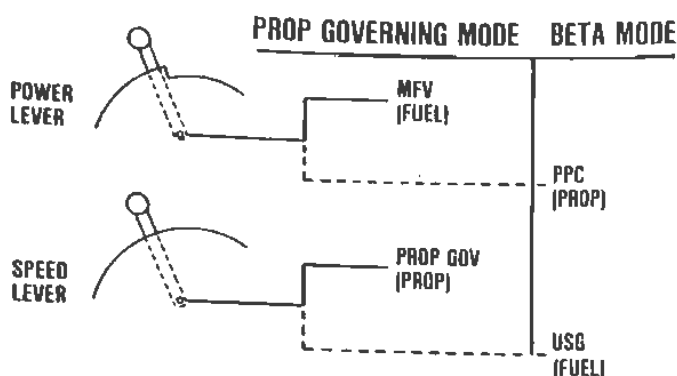 PROP GOVERNING MODE BETA MODE
POWER
LEVER
MFV
(FUEL)
PPC
(PROP)
SPEED
LEVER
PROP GOV
(PROP)
USG
(FUEL)